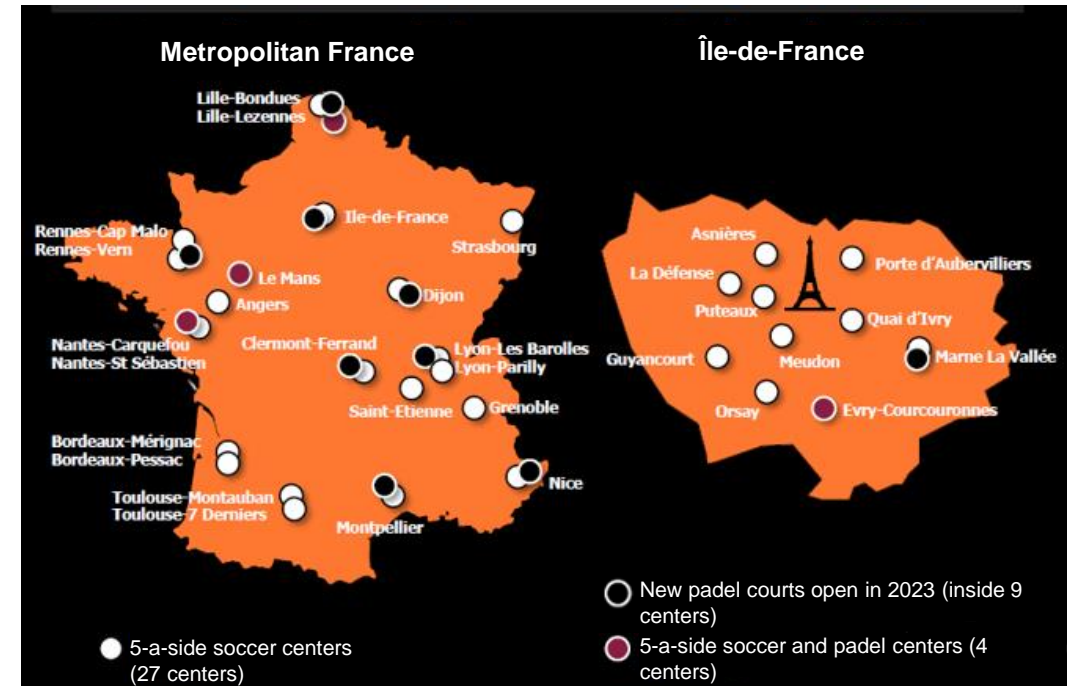 Metropolitan France
Île-de-France
Lille-Bondues
Lille-Lezennes
Ile-de-France
Strasbourg
Rennes-Cap Malo
Rennes-Vern
Le Mans
Angers
Dijon
Nantes-Carquefou
Nantes-St Sébastien
Clermont-Ferrand
Lyon-Les Barolles
Lyon-Parilly
Saint-Etienne
Grenoble
Bordeaux-Mérignac
Bordeaux-Pessac
Toulouse-Montauban
Toulouse-7 Derniers
Montpellier
Nice
Asnières
La Défense
Porte d'Aubervilliers
Puteaux
Quai d'Ivry
Guyancourt
Meudon
Marne La Vallée
Orsay
Evry-Courcouronnes
5-a-side soccer centers
(27 centers)
New padel courts open in 2023 (inside 9
centers)
5-a-side soccer and padel centers (4
centers)